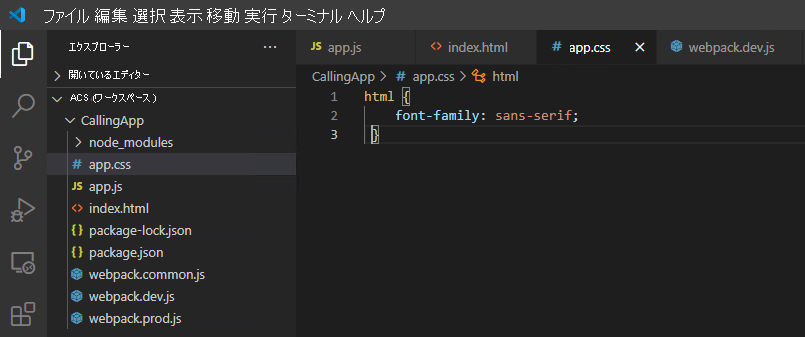 ファイル 編集 選択 表示 移動 実行 ターミナル ヘルプ
エクスプローラー ...
開いているエディター
ACS (ワークスペース)
CallingApp
node_modules
# app.css
JS app.js
<> index.html
{} package-lock.json
{} package.json
webpack.common.js
webpack.dev.js
webpack.prod.js
JS app.js <> index.html # app.css × webpack.dev.js
CallingApp > # app.css > html
1 html {
2 font-family: sans-serif;
3 }